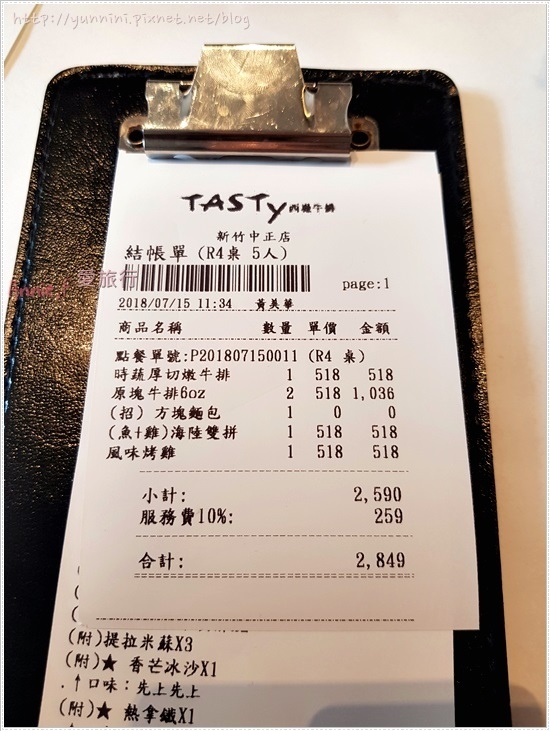 http://yunnini.pixnet.net/blog
TASTy 西堤牛排
新竹中正店
結帳單 (R4桌 5人)
愛旅行
page:1
2018/07/15 11:34 黃美華
商品名稱 數量 單價 金額
點餐單號:P201807150011 (R4 桌)
時蔬厚切燉牛排 1 518 518
原塊牛排6oz 2 518 1,036
(招) 方塊麵包 1 0 0
(魚+雞)海陸雙拼 1 518 518
風味烤雞 1 518 518
小計: 2,590
服務費10%: 259
合計: 2,849
(附)提拉米蘇X3
(附)★ 香芒冰沙X1
.↑口味：先上先上
(附)★ 熱拿鐵X1